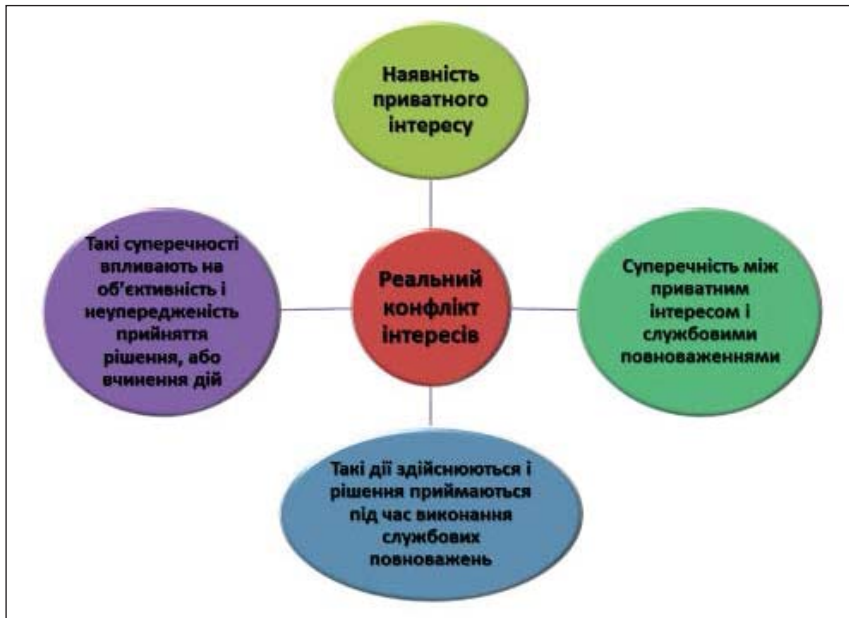 Наявність
приватного
інтересу
Такі суперечності
впливають на
об'єктивність і
неупередженість
прийняття
рішення, або
вчинення дій
Реальний
конфлікт
інтересів
Суперечність між
приватним
інтересом і
службовими
повноваженнями
Такі дії здійснюються і
рішення приймаються
під час виконання
службових
повноважень